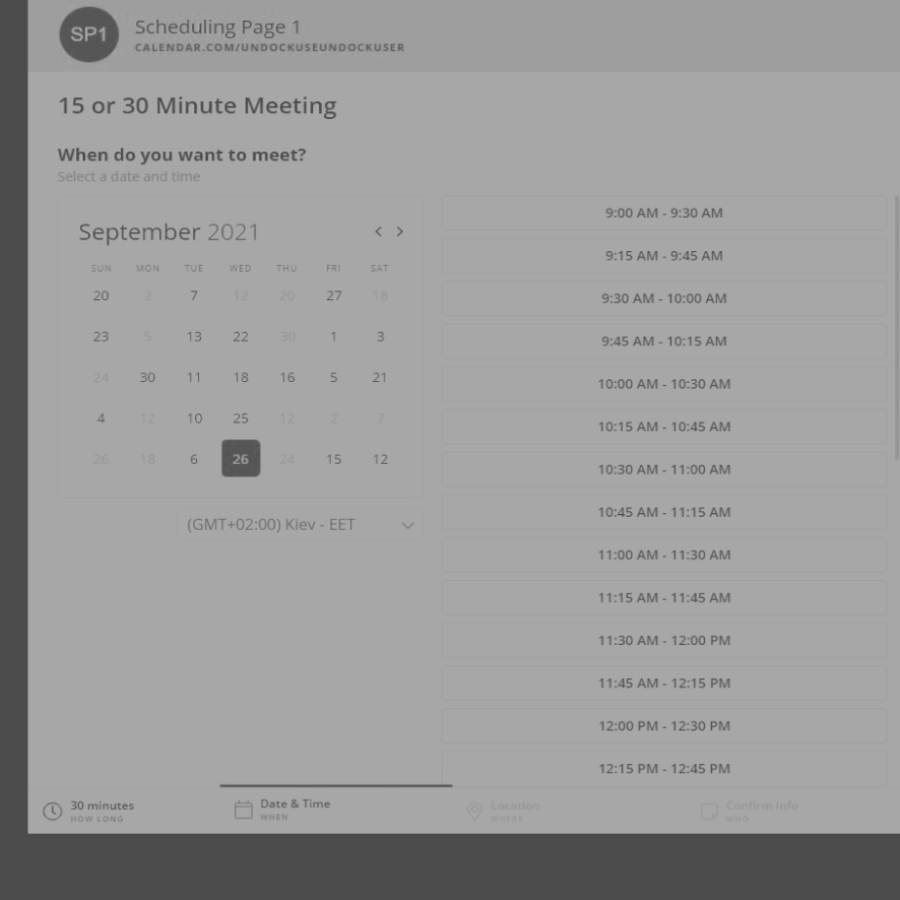 SP1
Scheduling Page 1
CALENDAR.COM/UNDOCKUSEUNDOCKUSER
15 or 30 Minute Meeting
When do you want to meet?
Select a date and time
September 2021
SUN MON TUE WED THU FRI SAT
20 2 7 12 20 27 18
23 5 13 22 30 1 3
24 30 11 18 16 5 21
4 12 10 25 12 2 7
26 18 6 26 24 15 12
(GMT+02:00) Kiev - EET
9:00 AM - 9:30 AM
9:15 AM - 9:45 AM
9:30 AM - 10:00 AM
9:45 AM - 10:15 AM
10:00 AM - 10:30 AM
10:15 AM - 10:45 AM
10:30 AM - 11:00 AM
10:45 AM - 11:15 AM
11:00 AM - 11:30 AM
11:15 AM - 11:45 AM
11:30 AM - 12:00 PM
11:45 AM - 12:15 PM
12:00 PM - 12:30 PM
12:15 PM - 12:45 PM
30 minutes
HOW LONG
Date & Time
WHEN
Location
WHERE
Confirm Info
WHO